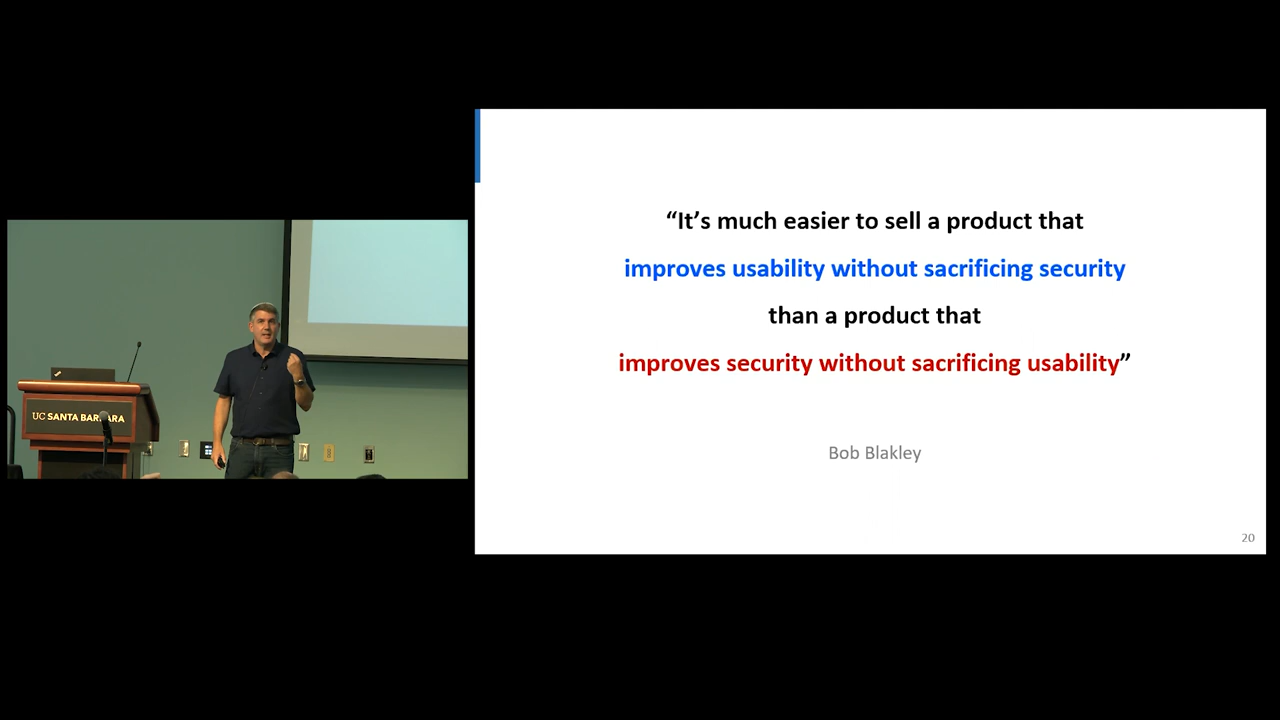 UC SANTA BARBARA
“It’s much easier to sell a product that
improves usability without sacrificing security
than a product that
improves security without sacrificing usability”
Bob Blakley
20